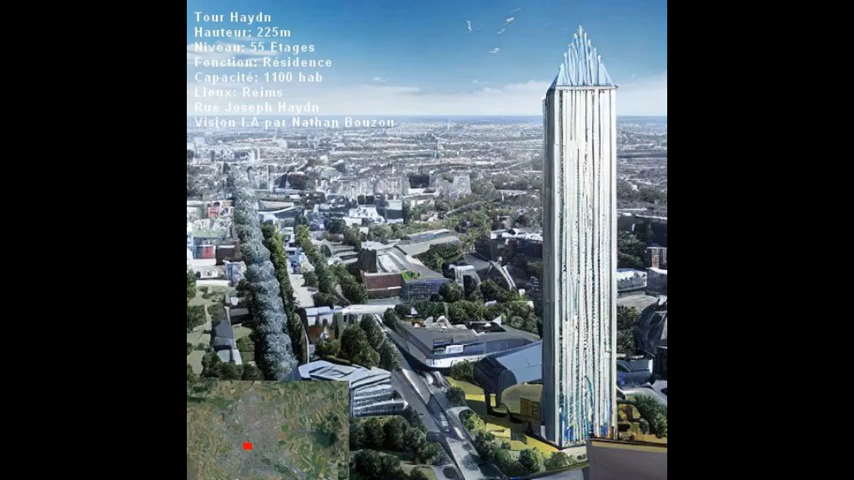 Tour Haydn
Hauteur: 225m
Niveau: 55 Etages
Fonction: Résidence
Capacité; 1100 hab
Lieux: Reims
Rue Joseph Haydn
Vision I.A par Nathan Bouzou